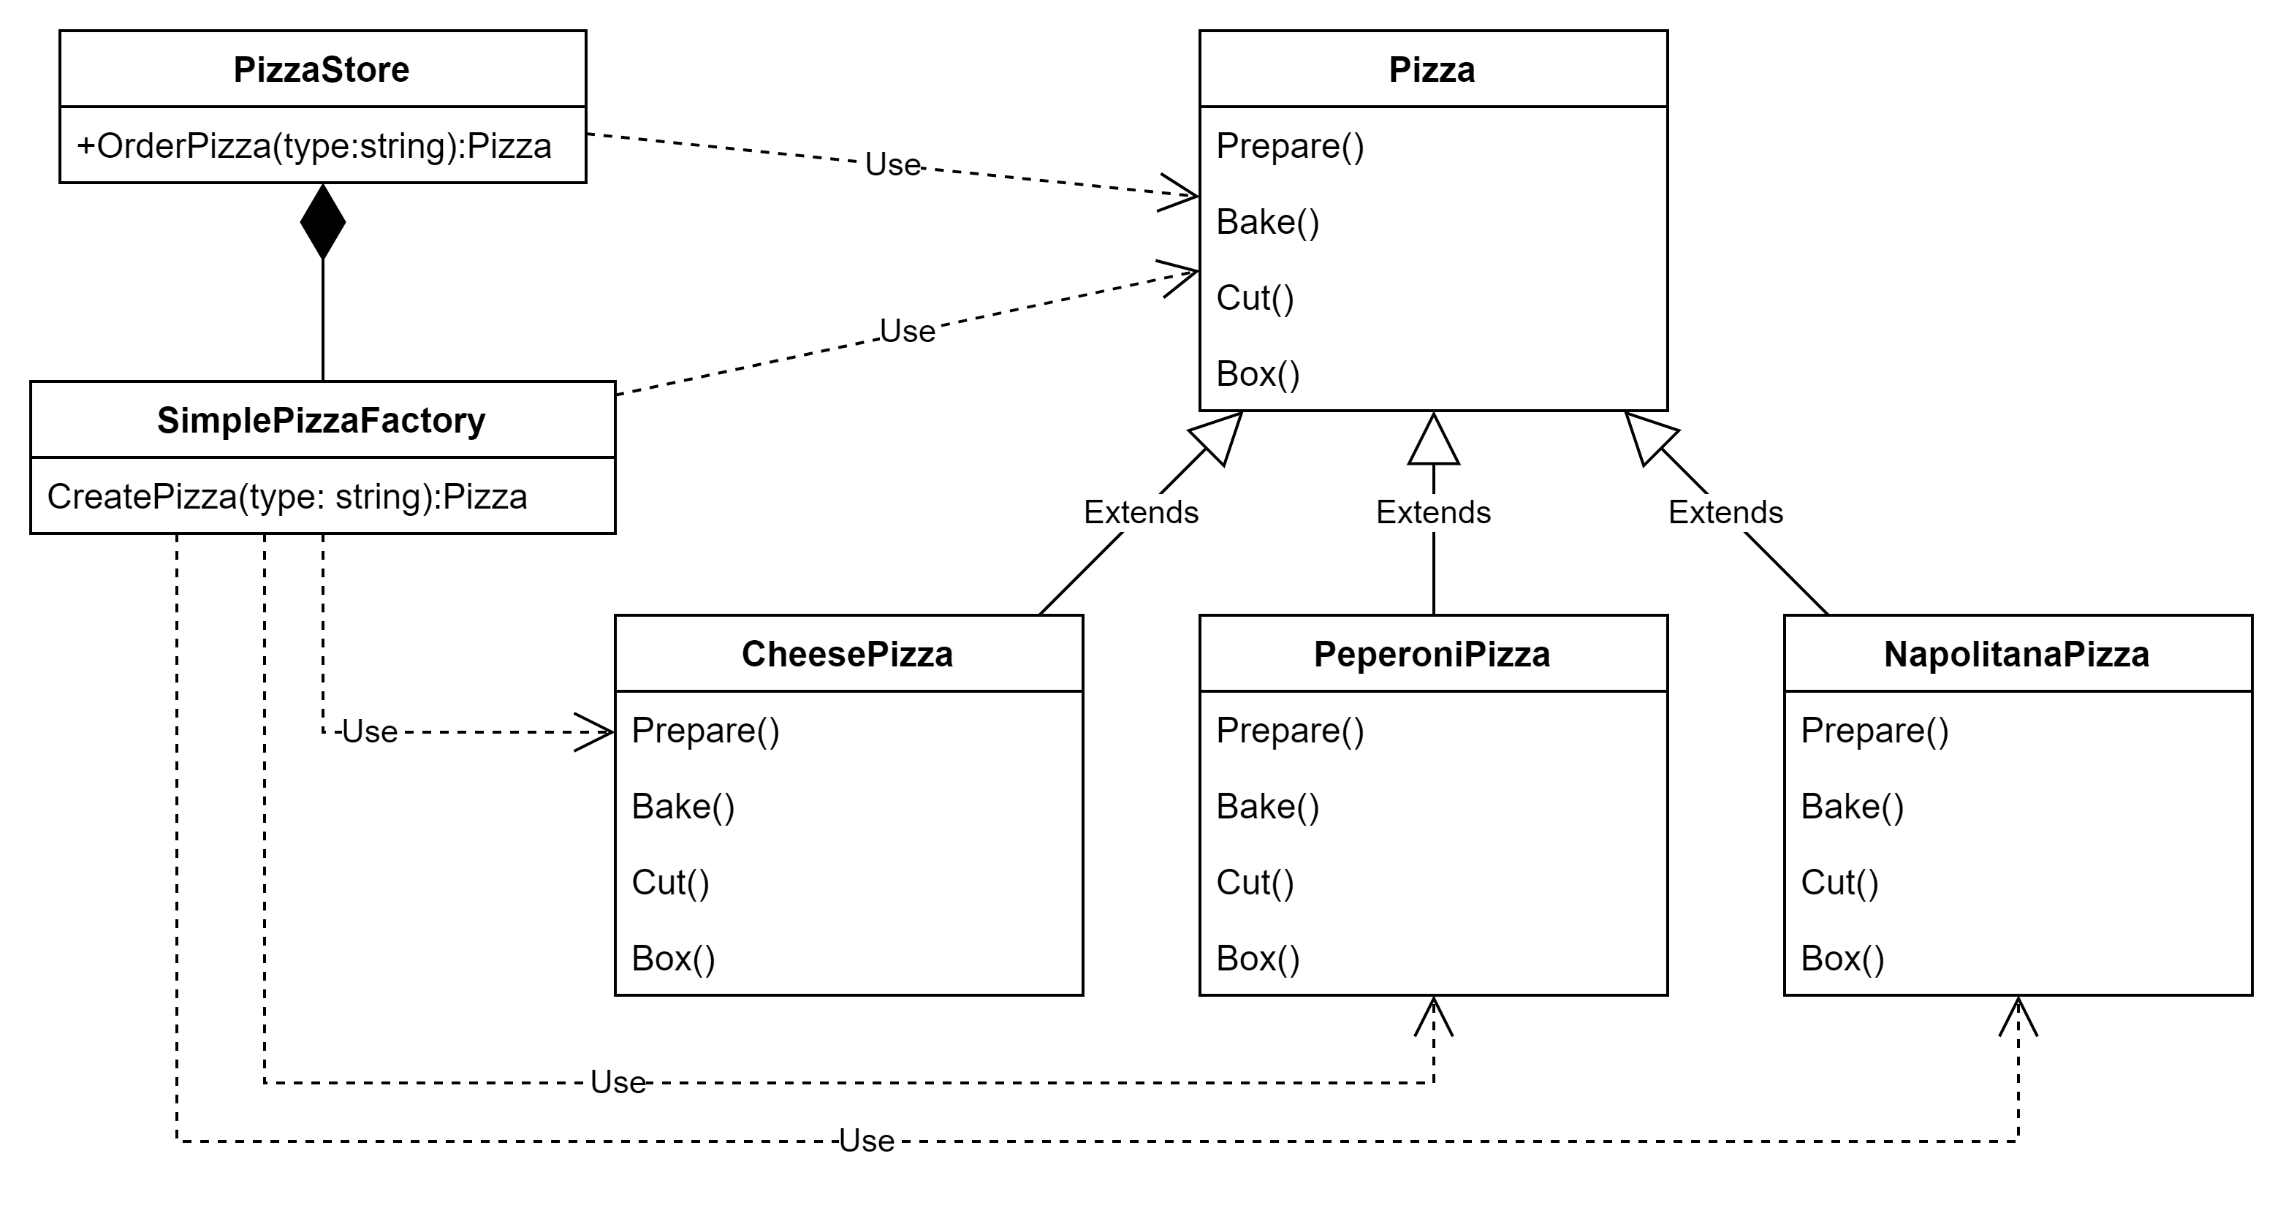 PizzaStore
+OrderPizza(type:string):Pizza
Pizza
Prepare()
Bake()
Cut()
Box()
Use
Use
SimplePizzaFactory
CreatePizza(type: string):Pizza
Extends
Extends
Extends
CheesePizza
Prepare()
Bake()
Cut()
Box()
PeperoniPizza
Prepare()
Bake()
Cut()
Box()
NapolitanaPizza
Prepare()
Bake()
Cut()
Box()
Use
Use
Use